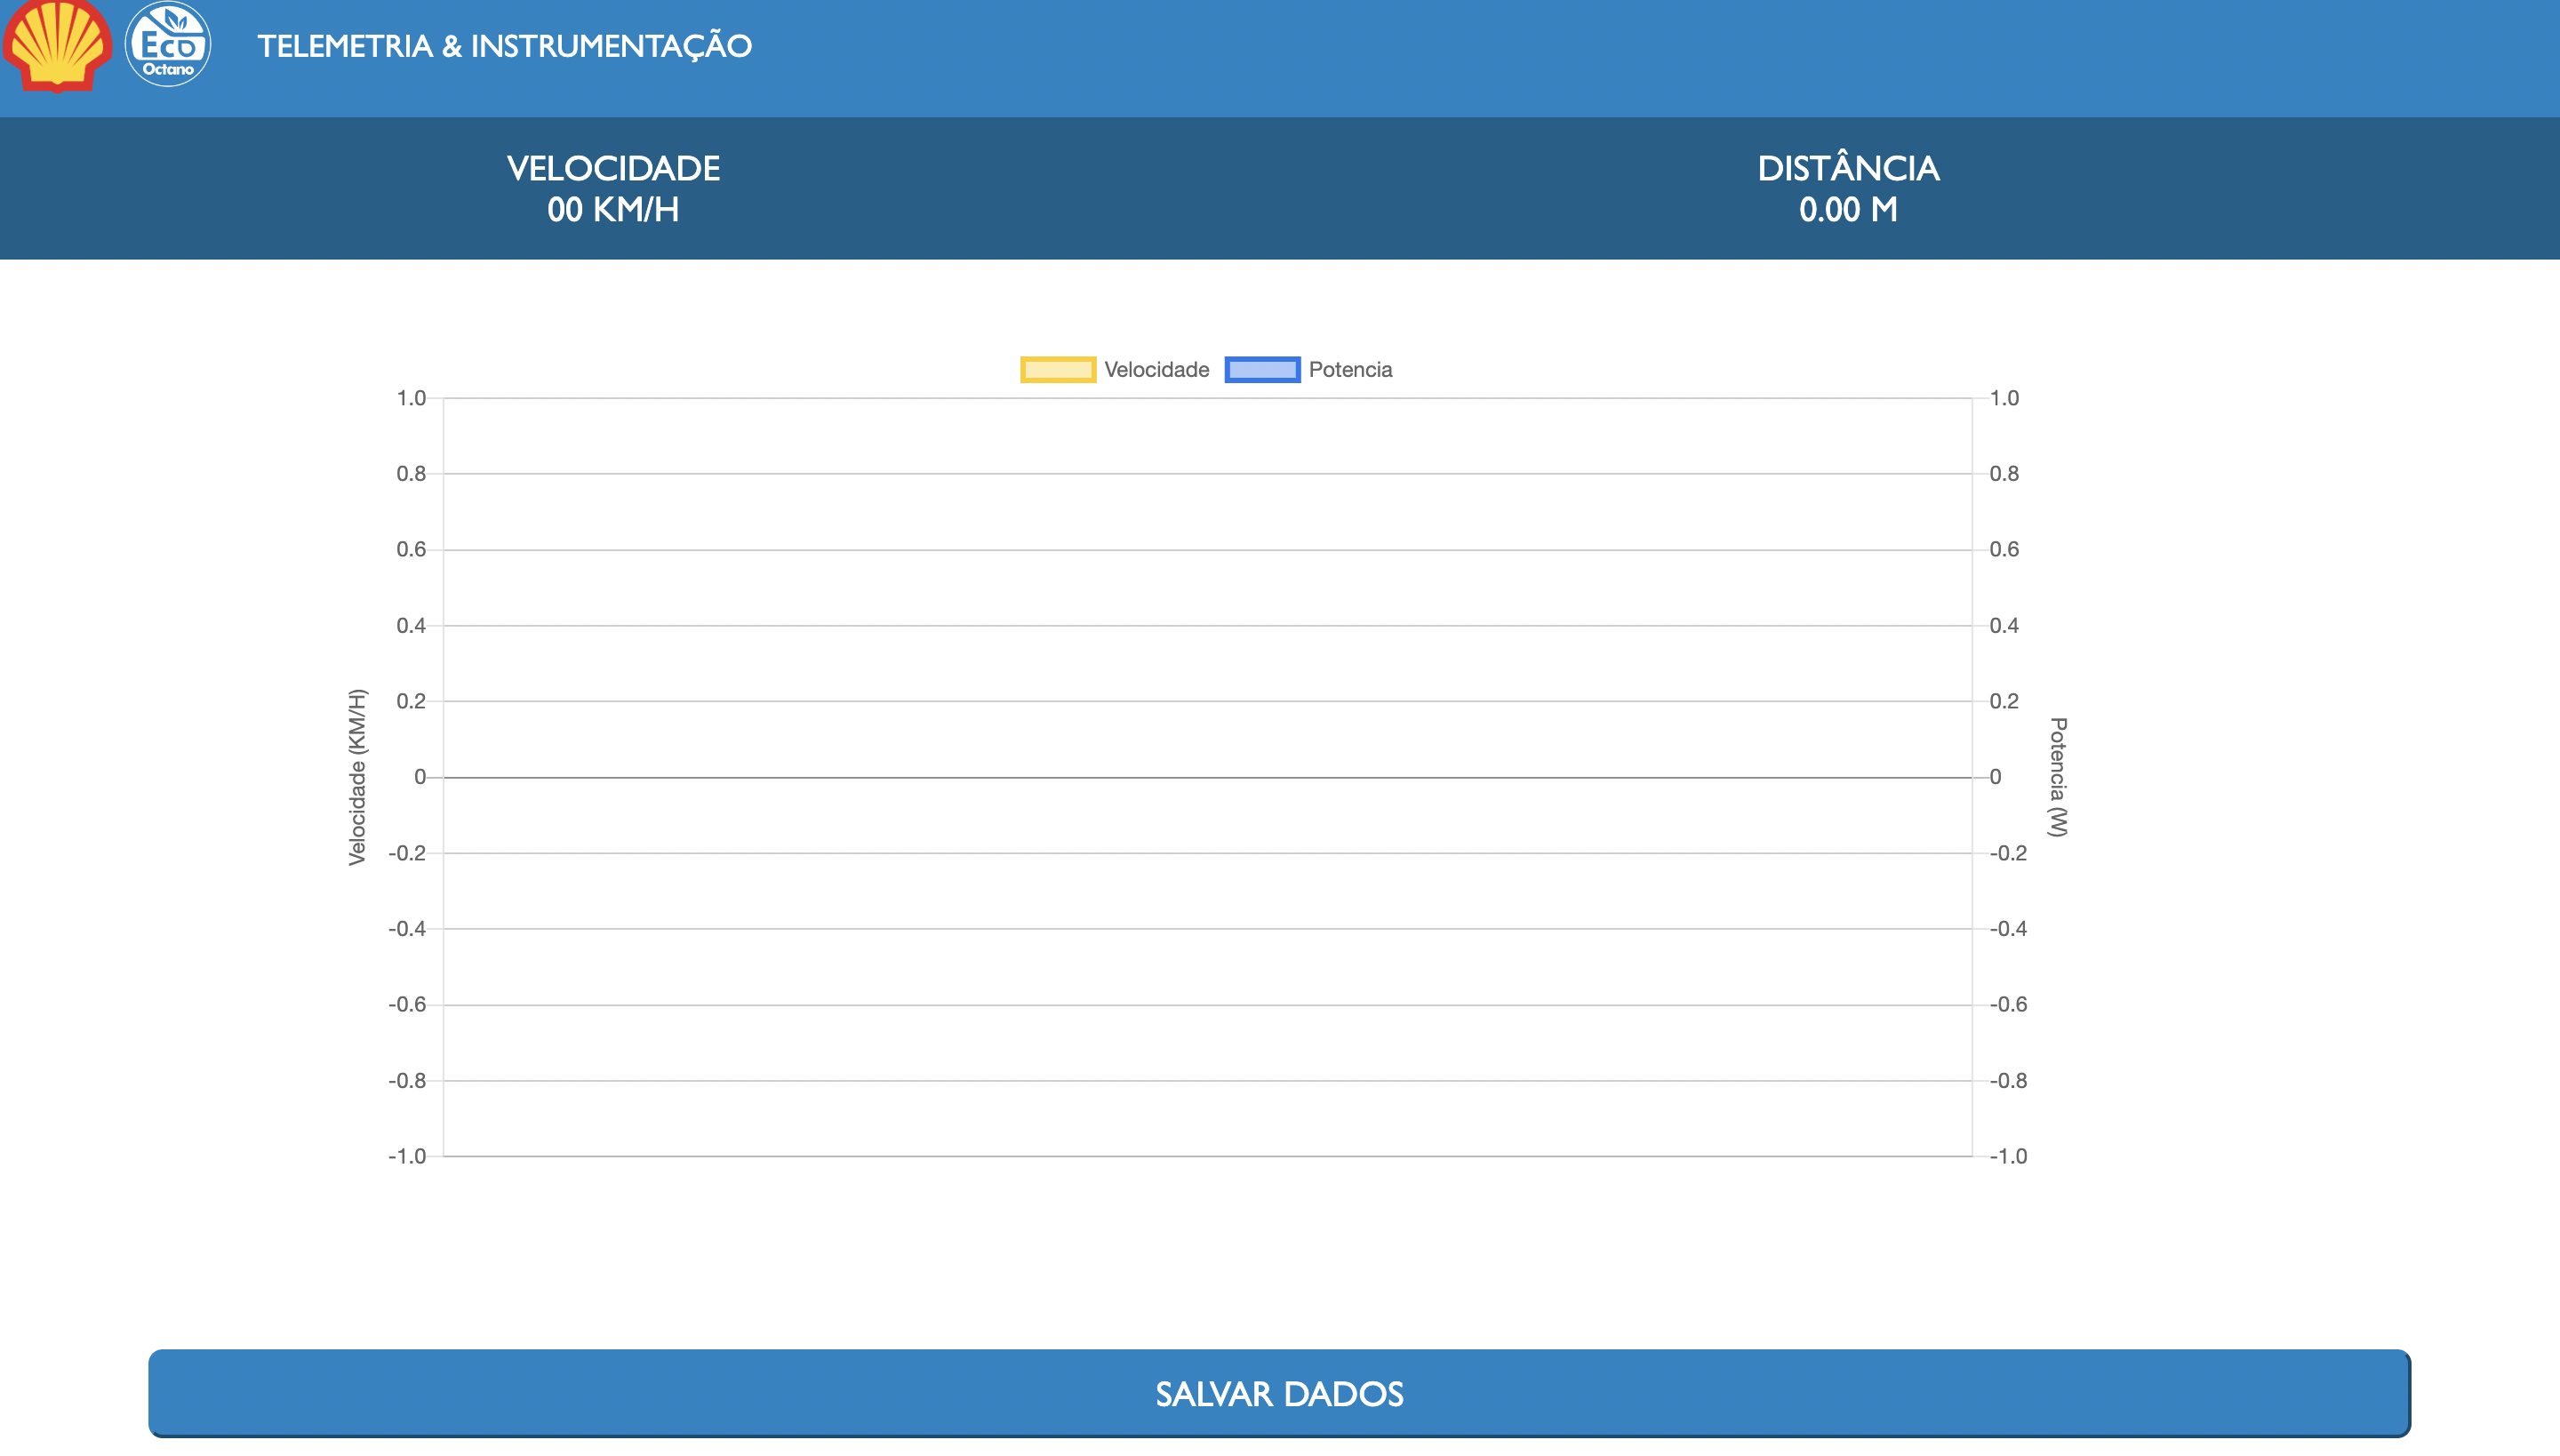 Eco
Octano
TELEMETRIA & INSTRUMENTAÇÃO
VELOCIDADE
00 KM/H
DISTÂNCIA
0.00 M
Velocidade
Potencia
1.0
0.8
0.6
0.4
0.2
0
-0.2
-0.4
-0.6
-0.8
-1.0
Velocidade (KM/H)
1.0
0.8
0.6
0.4
0.2
0
-0.2
-0.4
-0.6
-0.8
-1.0
Potencia (W)
SALVAR DADOS